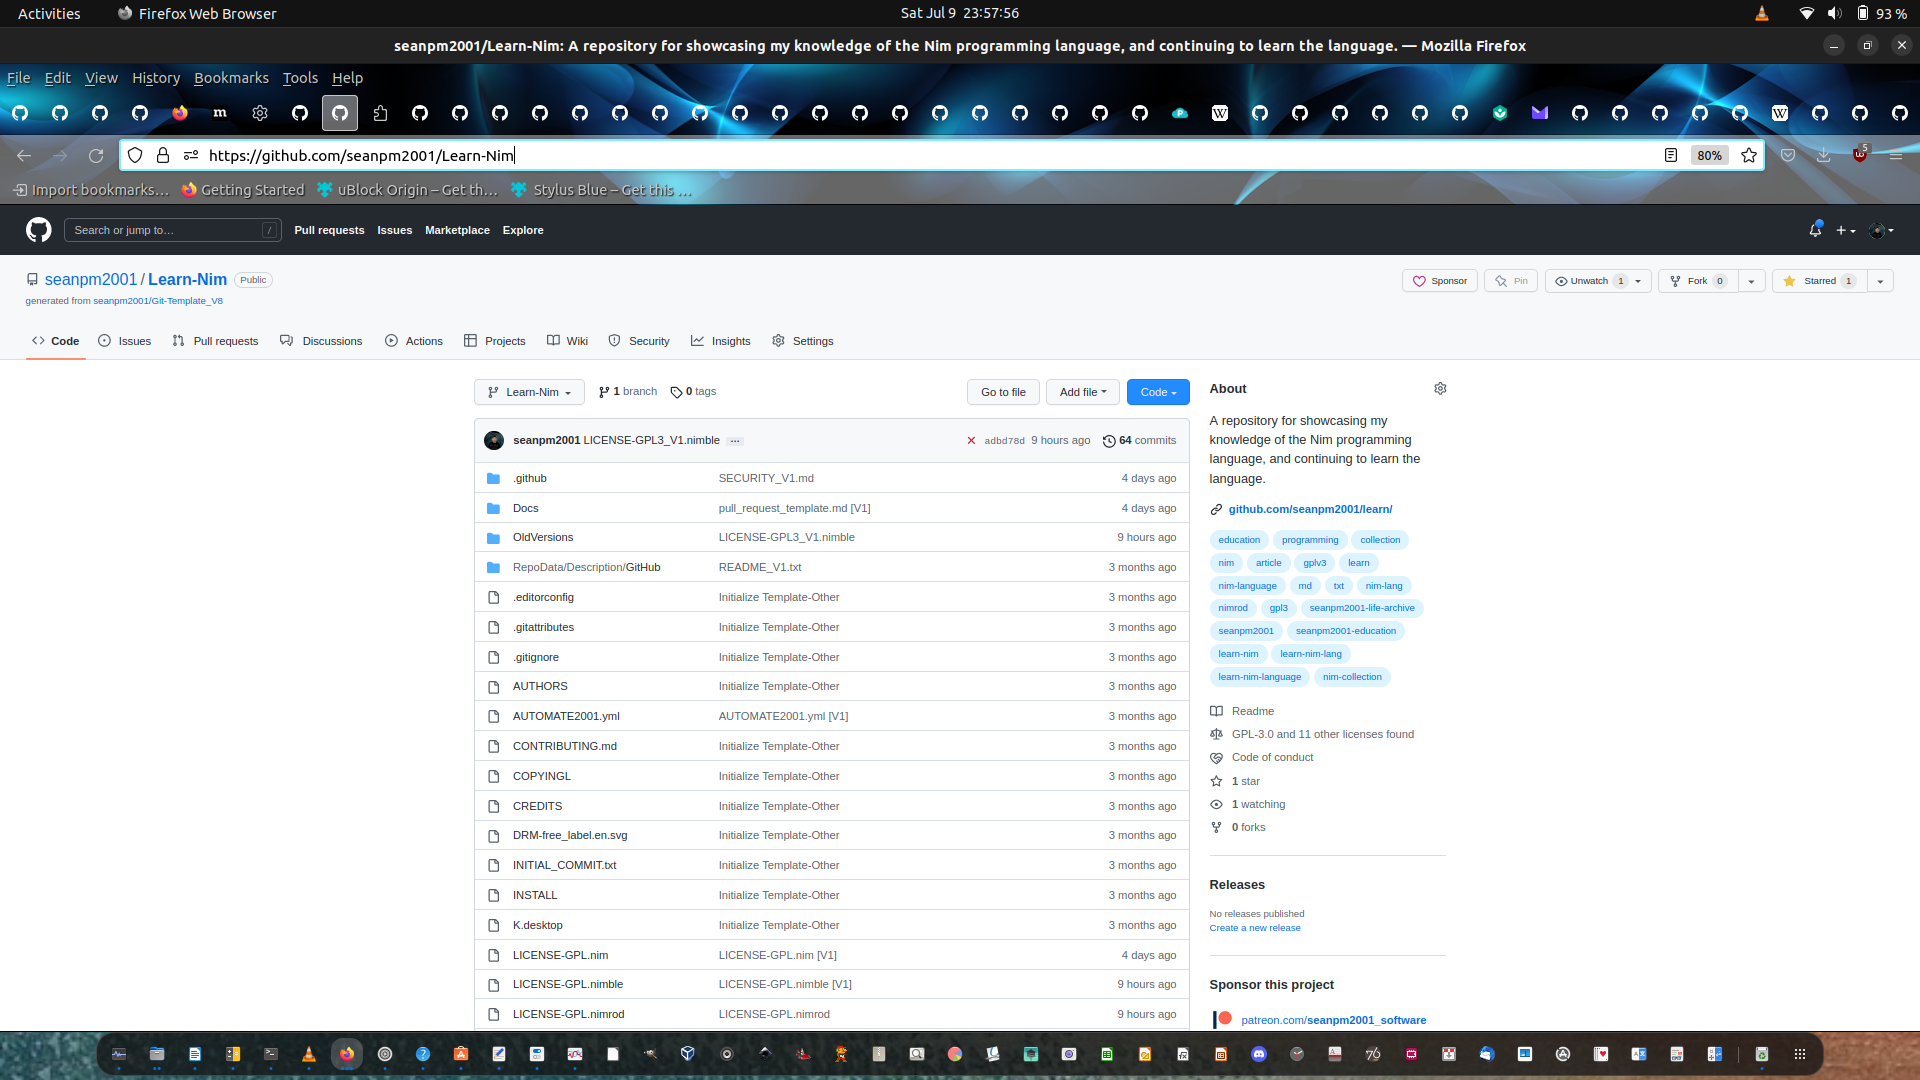 Activities Firefox Web Browser Sat Jul 9 23:57:56 93 %
seanpm2001/Learn-Nim: A repository for showcasing my knowledge of the Nim programming language, and continuing to learn the language. — Mozilla Firefox
File Edit View History Bookmarks Tools Help
https://github.com/seanpm2001/Learn-Nim 80% 5
Import bookmarks… Getting Started uBlock Origin – Get th… Stylus Blue – Get this …
Search or jump to… / Pull requests Issues Marketplace Explore
seanpm2001 / Learn-Nim Public Sponsor Pin Unwatch 1 Fork 0 Starred 1
generated from seanpm2001/Git-Template_V8
Code Issues Pull requests Discussions Actions Projects Wiki Security Insights Settings
Learn-Nim 1 branch 0 tags Go to file Add file Code
seanpm2001 LICENSE-GPL3_V1.nimble ... adbd78d 9 hours ago 64 commits
.github SECURITY_V1.md 4 days ago
Docs pull_request_template.md [V1] 4 days ago
OldVersions LICENSE-GPL3_V1.nimble 9 hours ago
RepoData/Description/GitHub README_V1.txt 3 months ago
.editorconfig Initialize Template-Other 3 months ago
.gitattributes Initialize Template-Other 3 months ago
.gitignore Initialize Template-Other 3 months ago
AUTHORS Initialize Template-Other 3 months ago
AUTOMATE2001.yml AUTOMATE2001.yml [V1] 3 months ago
CONTRIBUTING.md Initialize Template-Other 3 months ago
COPYINGL Initialize Template-Other 3 months ago
CREDITS Initialize Template-Other 3 months ago
DRM-free_label.en.svg Initialize Template-Other 3 months ago
INITIAL_COMMIT.txt Initialize Template-Other 3 months ago
INSTALL Initialize Template-Other 3 months ago
K.desktop Initialize Template-Other 3 months ago
LICENSE-GPL.nim LICENSE-GPL.nim [V1] 4 days ago
LICENSE-GPL.nimble LICENSE-GPL.nimble [V1] 9 hours ago
LICENSE-GPL.nimrod LICENSE-GPL.nimrod 9 hours ago
About
A repository for showcasing my
knowledge of the Nim programming
language, and continuing to learn the
language.
github.com/seanpm2001/learn/
education programming collection
nim article gplv3 learn
nim-language md txt nim-lang
nimrod gpl3 seanpm2001-life-archive
seanpm2001 seanpm2001-education
learn-nim learn-nim-lang
learn-nim-language nim-collection
Readme
GPL-3.0 and 11 other licenses found
Code of conduct
1 star
1 watching
0 forks
Releases
No releases published
Create a new release
Sponsor this project
patreon.com/seanpm2001_software